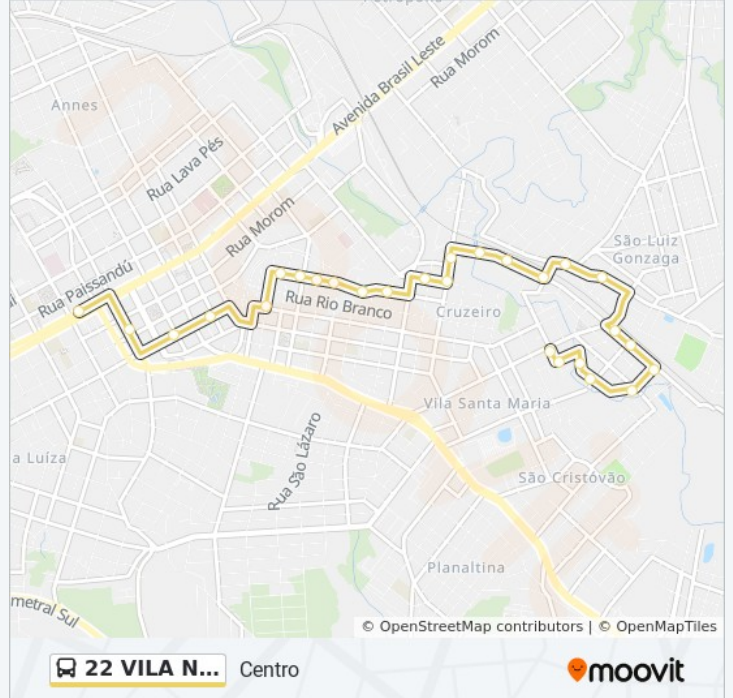 Petrópolis
Annes
Avenida Brasil Leste
Rua Morom
Rua Lava Pés
Rua Morom
São Luiz
Gonzaga
Rua Paissandú
Rua Rio Branco
Cruzeiro
Vila Santa Maria
Rua São Lázaro
a Luíza
São Cristóvão
Planaltina
metral Sul
© OpenStreetMap contributors | © OpenMapTiles
22 VILA N...
Centro
moovit